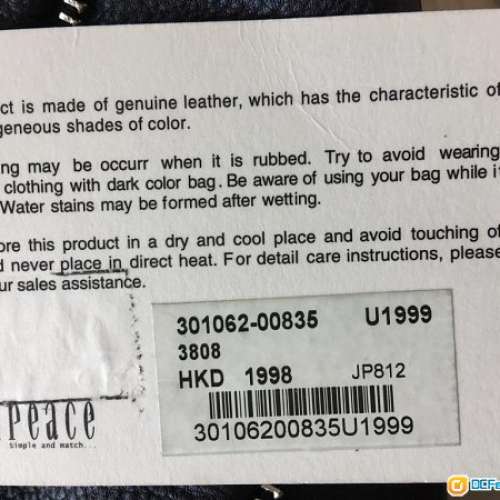 ct is made of genuine leather, which has the characteristic of
geneous shades of color.
ng may be occurr when it is rubbed. Try to avoid wearing
clothing with dark color bag. Be aware of using your bag while it
Water stains may be formed after wetting.
ore this product in a dry and cool place and avoid touching of
d never place in direct heat. For detail care instructions, please
ur sales assistance.
301062-00835 U1999
3808
HKD 1998 JP812
30106200835U1999
Peace
simple and match...